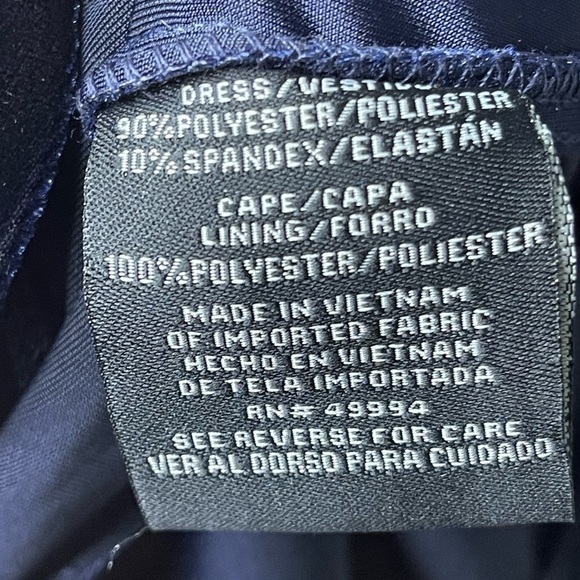 DRESS/VESTIDO
90%POLYESTER/POLIESTER
10%SPANDEX/ELASTÁN
CAPE/CAPA
LINING/FORRO
100%POLYESTER/POLIESTER
MADE IN VIETNAM
OF IMPORTED FABRIC
HECHO EN VIETNAM
DE TELA IMPORTADA
RN# 49994
SEE REVERSE FOR CARE
VER AL DORSO PARA CUIDADO